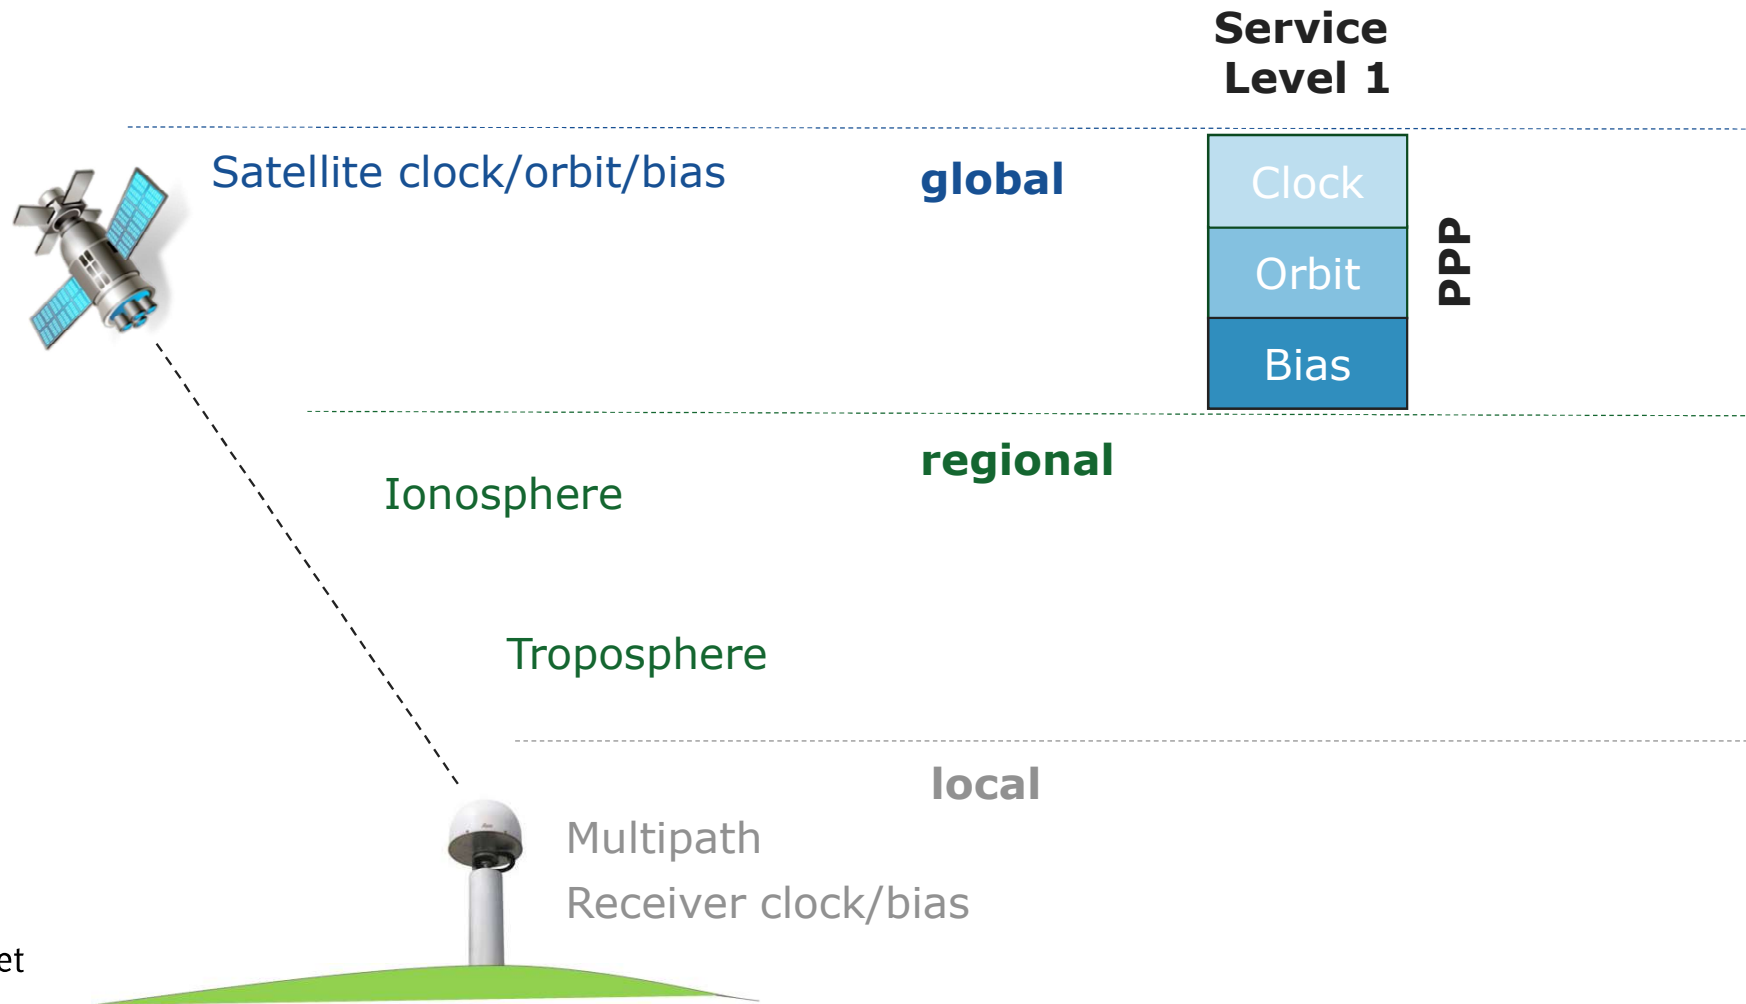 Service
Level 1
Satellite clock/orbit/bias
global
Clock
Orbit
Bias
PPP
regional
Ionosphere
Troposphere
local
Multipath
Receiver clock/bias
et